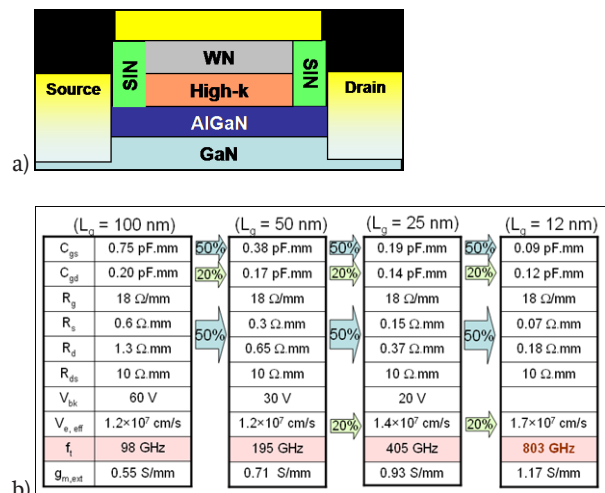 WN
SIN
SIN
Source
High-k
Drain
AlGaN
GaN
a)
(Lg = 100 nm) (Lg = 50 nm) (Lg = 25 nm) (Lg = 12 nm)
Cgs 0.75 pF.mm 50% 0.38 pF.mm 50% 0.19 pF.mm 50% 0.09 pF.mm
Cgd 0.20 pF.mm 20% 0.17 pF.mm 20% 0.14 pF.mm 20% 0.12 pF.mm
Rg 18 Ω/mm 18 Ω/mm 18 Ω/mm 18 Ω/mm
Rs 0.6 Ω.mm 0.3 Ω.mm 0.15 Ω.mm 0.07 Ω.mm
50% 50% 50%
Rd 1.3 Ω.mm 0.65 Ω.mm 0.37 Ω.mm 0.18 Ω.mm
Rds 10 Ω.mm 10 Ω.mm 10 Ω.mm 10 Ω.mm
Vbk 60 V 30 V 20 V
Ve, eff 1.2×10⁷ cm/s 1.2×10⁷ cm/s 20% 1.4×10⁷ cm/s 20% 1.7×10⁷ cm/s
ft 98 GHz 195 GHz 405 GHz 803 GHz
gm,ext 0.55 S/mm 0.71 S/mm 0.93 S/mm 1.17 S/mm
b)